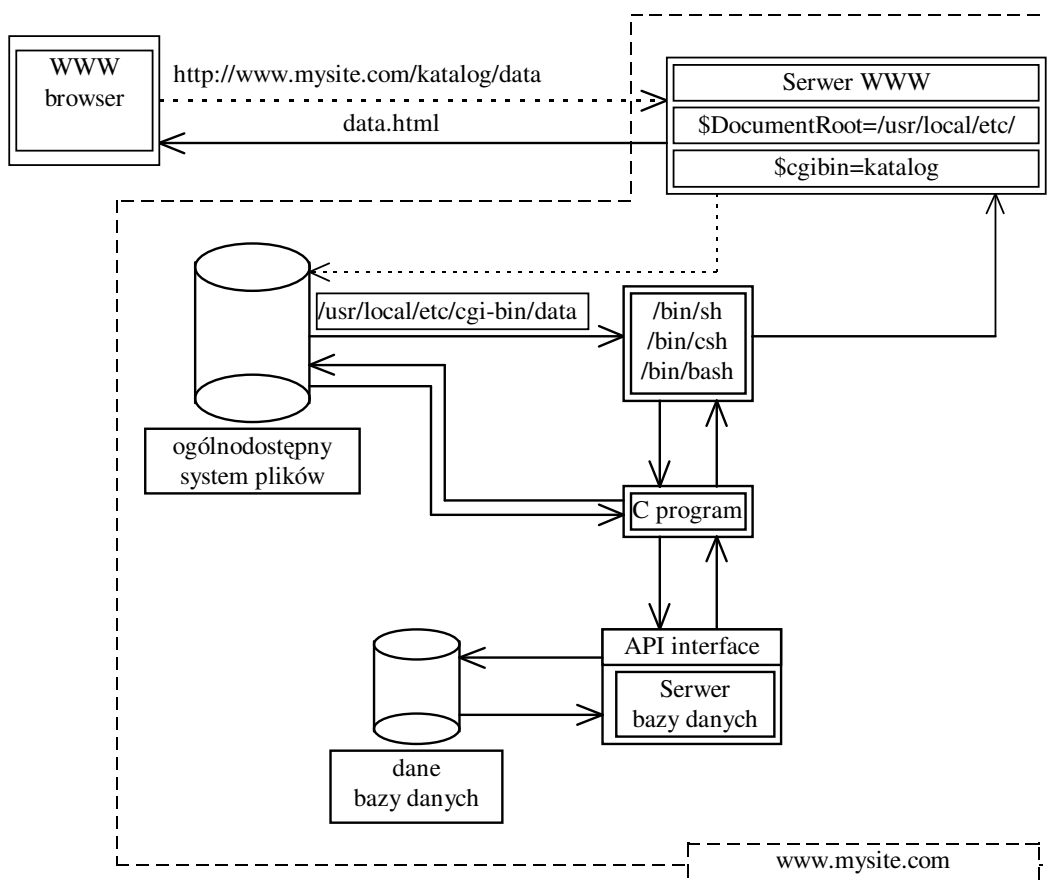 WWW
browser
http://www.mysite.com/katalog/data
data.html
Serwer WWW
$DocumentRoot=/usr/local/etc/
$cgibin=katalog
/usr/local/etc/cgi-bin/data
/bin/sh
/bin/csh
/bin/bash
ogólnodostępny
system plików
C program
API interface
Serwer
bazy danych
dane
bazy danych
www.mysite.com